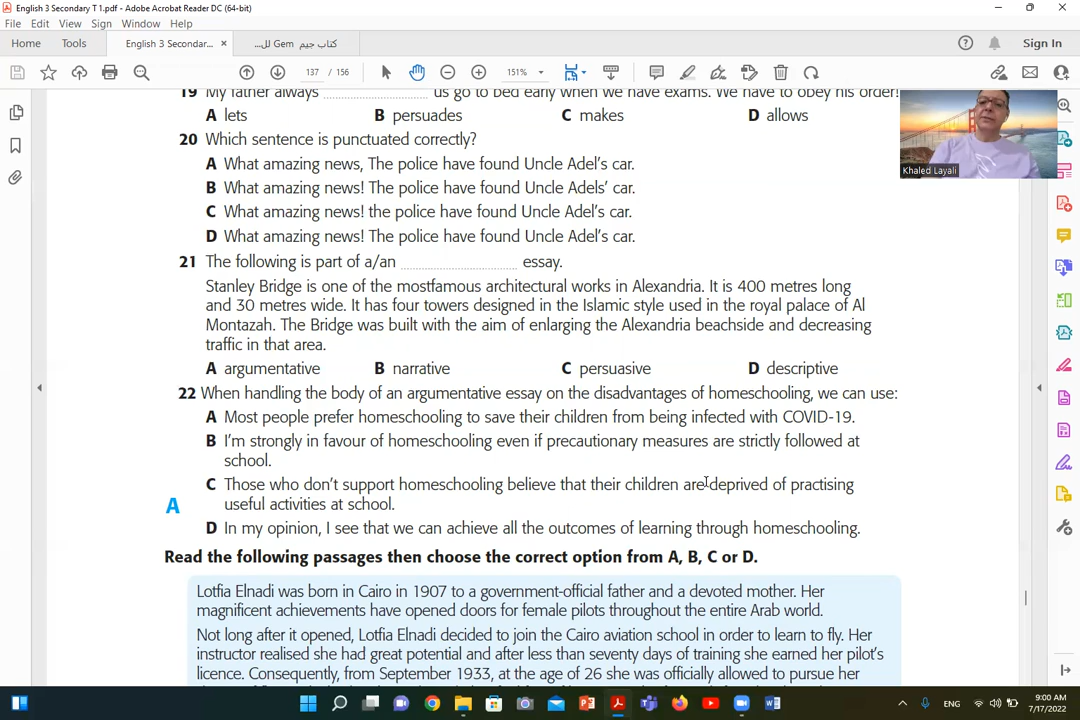 English 3 Secondary T 1.pdf - Adobe Acrobat Reader DC (64-bit)
File Edit View Sign Window Help
Home Tools English 3 Secondar... × كتاب جيم Gem لل...
Sign In
137 / 156 151%
19 My father always ........................ us go to bed early when we have exams. We have to obey his order!
A lets B persuades C makes D allows
20 Which sentence is punctuated correctly?
A What amazing news, The police have found Uncle Adel's car.
B What amazing news! The police have found Uncle Adels' car.
C What amazing news! the police have found Uncle Adel's car.
D What amazing news! The police have found Uncle Adel's car.
21 The following is part of a/an ........................ essay.
Stanley Bridge is one of the mostfamous architectural works in Alexandria. It is 400 metres long
and 30 metres wide. It has four towers designed in the Islamic style used in the royal palace of Al
Montazah. The Bridge was built with the aim of enlarging the Alexandria beachside and decreasing
traffic in that area.
A argumentative B narrative C persuasive D descriptive
22 When handling the body of an argumentative essay on the disadvantages of homeschooling, we can use:
A Most people prefer homeschooling to save their children from being infected with COVID-19.
B I'm strongly in favour of homeschooling even if precautionary measures are strictly followed at
school.
C Those who don't support homeschooling believe that their children are deprived of practising
useful activities at school.
A
D In my opinion, I see that we can achieve all the outcomes of learning through homeschooling.
Read the following passages then choose the correct option from A, B, C or D.
Lotfia Elnadi was born in Cairo in 1907 to a government-official father and a devoted mother. Her
magnificent achievements have opened doors for female pilots throughout the entire Arab world.
Not long after it opened, Lotfia Elnadi decided to join the Cairo aviation school in order to learn to fly. Her
instructor realised she had great potential and after less than seventy days of training she earned her pilot's
licence. Consequently, from September 1933, at the age of 26 she was officially allowed to pursue her
Khaled Layali
ENG
9:00 AM
7/17/2022